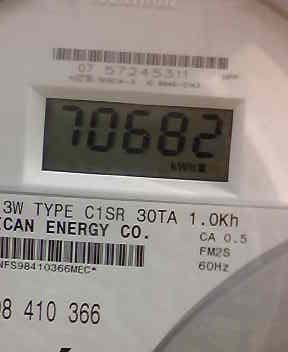 07 57245311
70682
kWH
3W TYPE C1SR 30TA 1.0Kh
ICAN ENERGY CO.
CA 0.5
FM2S
60Hz
NFS98410366MEC*
98 410 366